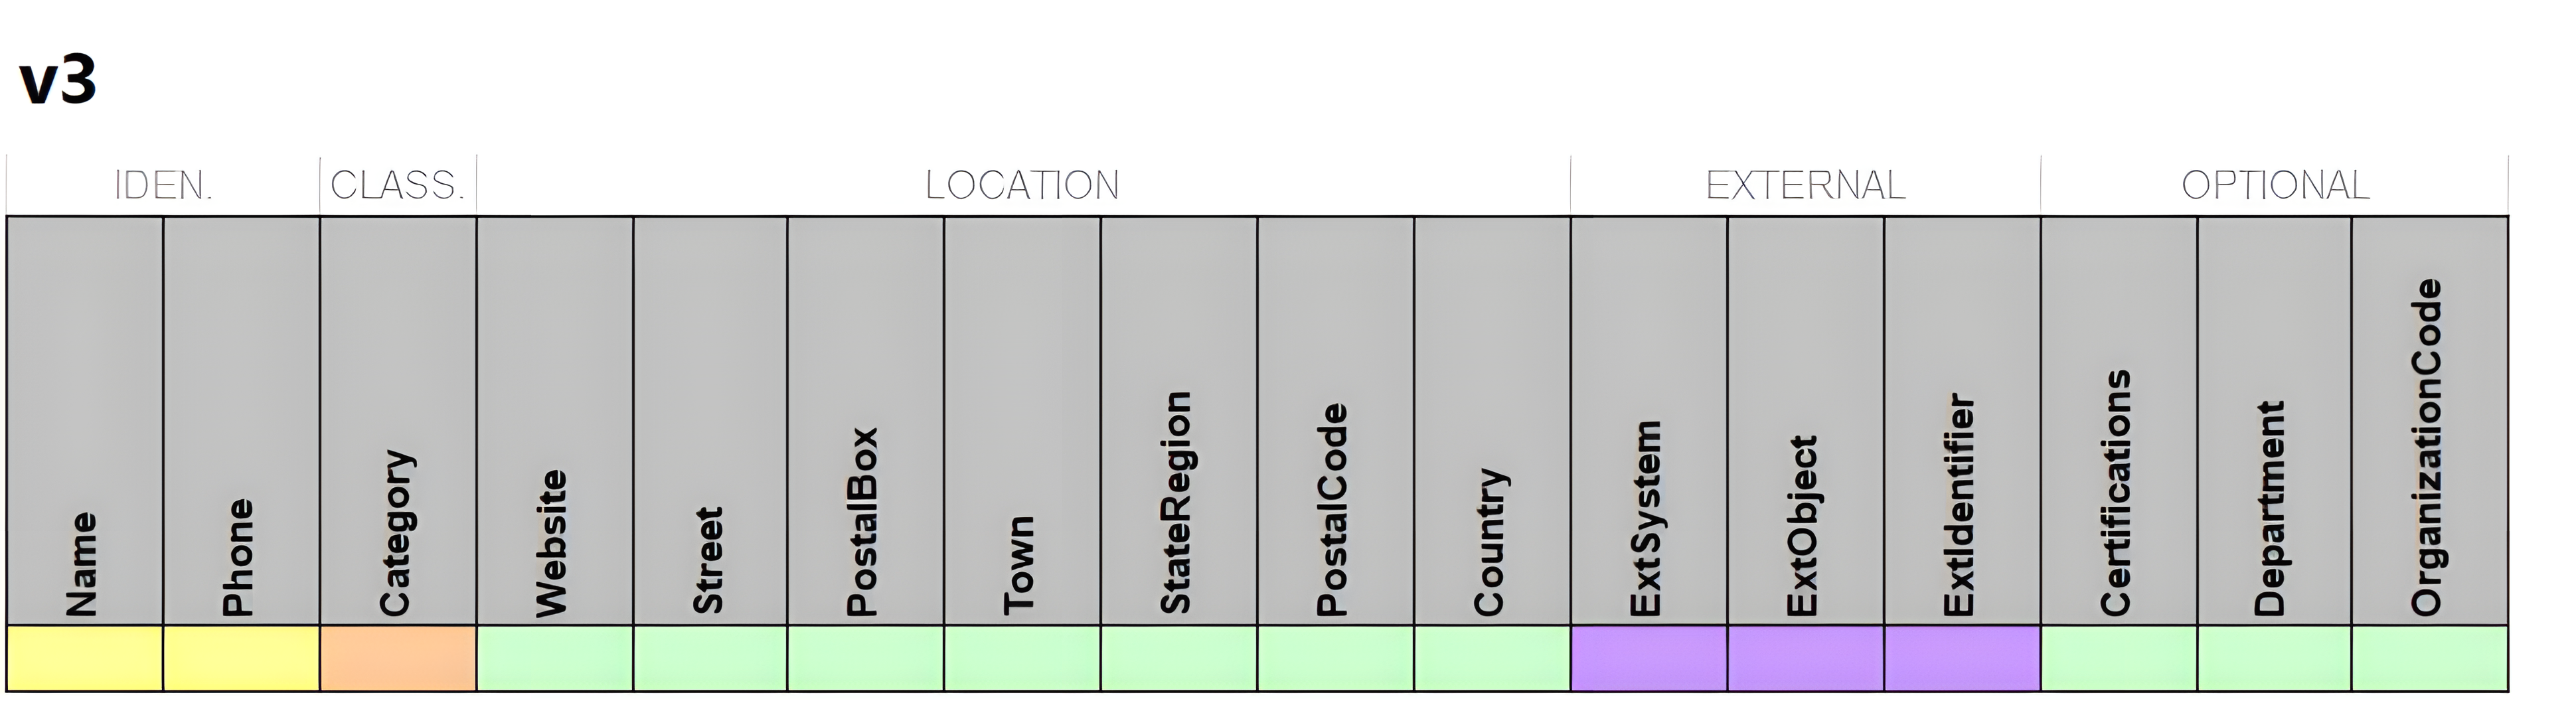 v3
IDEN. CLASS. LOCATION EXTERNAL OPTIONAL
Name
Phone
Category
Website
Street
PostalBox
Town
StateRegion
PostalCode
Country
ExtSystem
ExtObject
ExtIdentifier
Certifications
Department
OrganizationCode